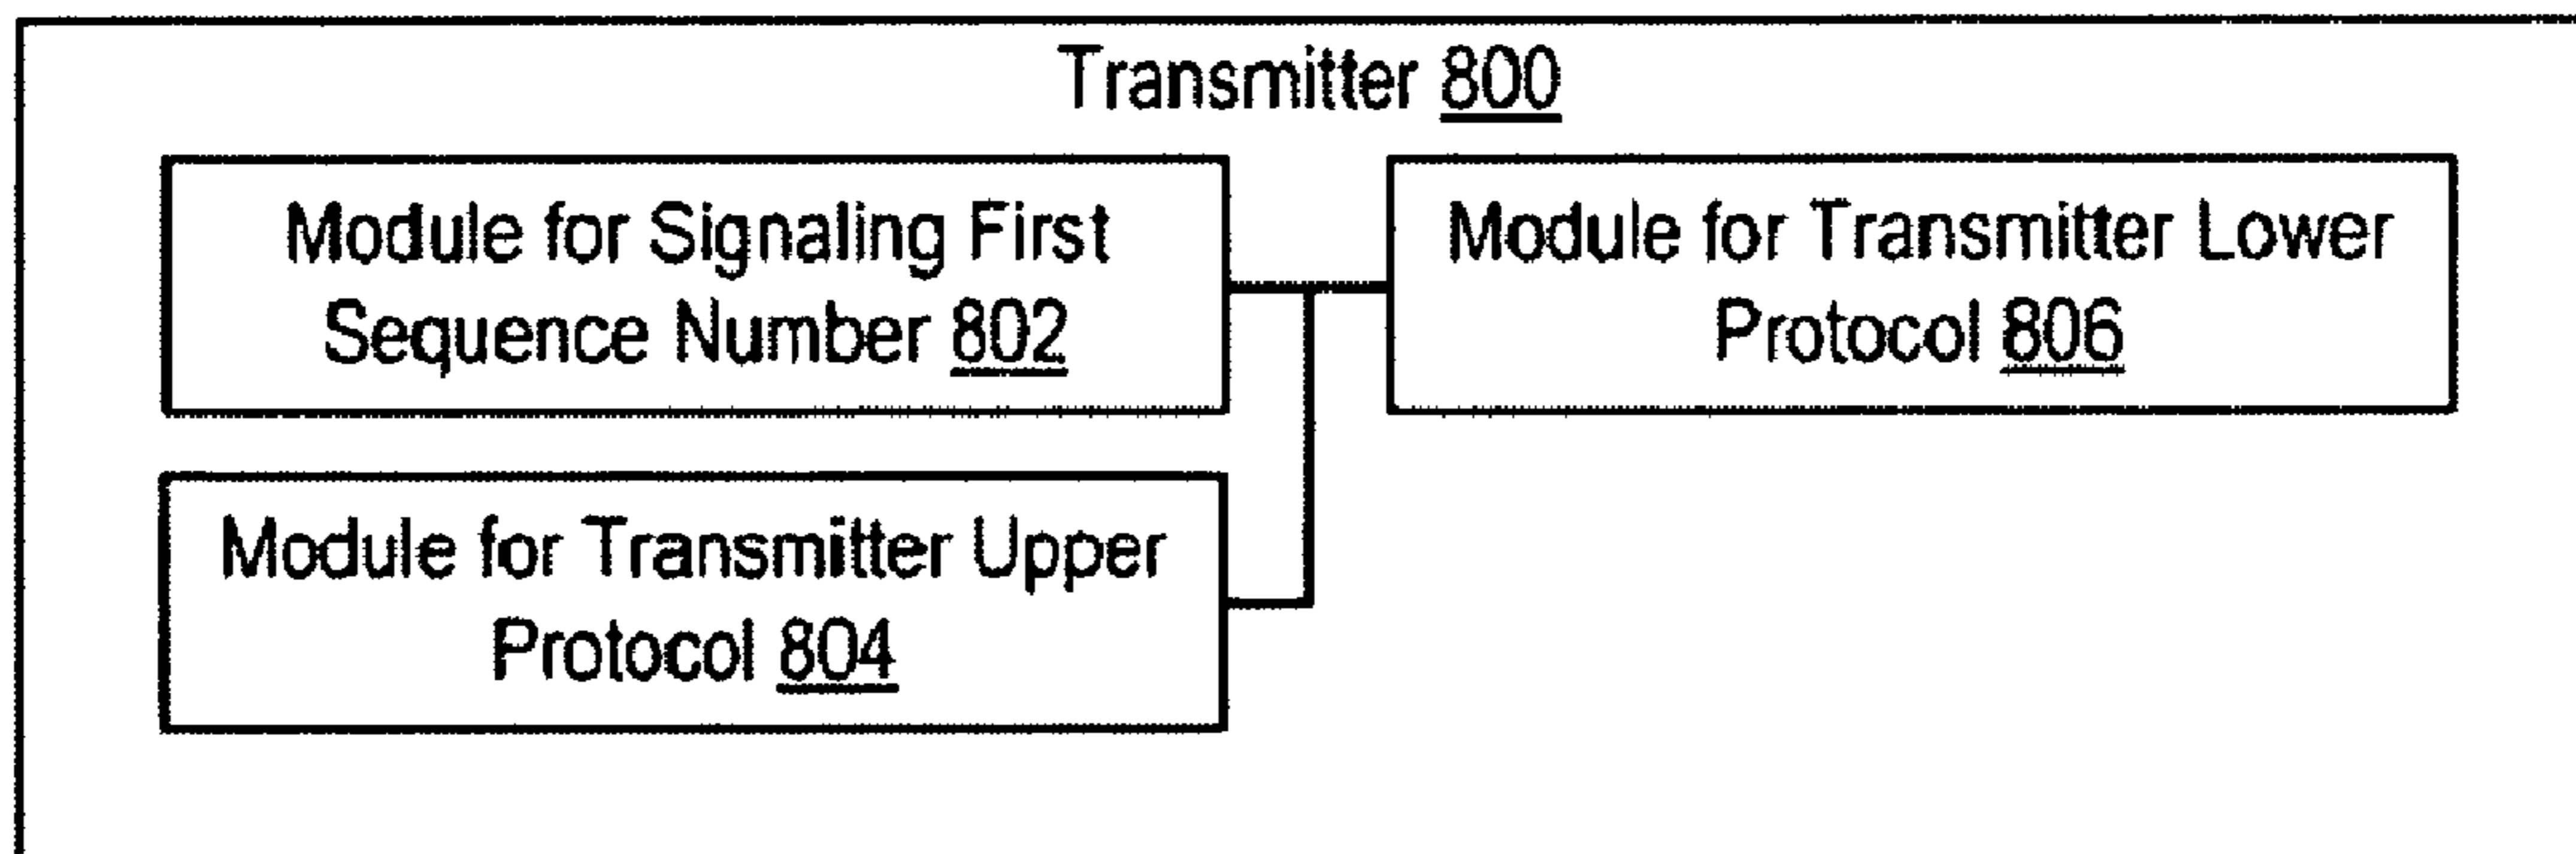 Transmitter 800
Module for Signaling First
Sequence Number 802
Module for Transmitter Lower
Protocol 806
Module for Transmitter Upper
Protocol 804